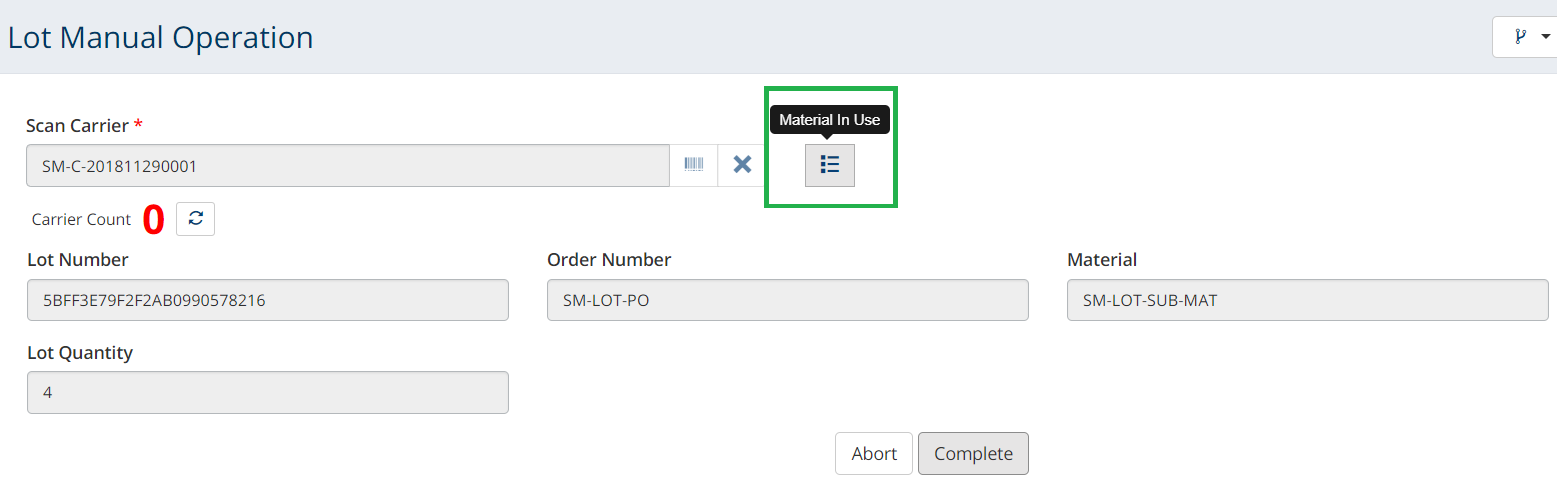 Lot Manual Operation
Material In Use
Scan Carrier *
SM-C-201811290001
Carrier Count 0
Lot Number Order Number Material
5BFF3E79F2F2AB0990578216 SM-LOT-PO SM-LOT-SUB-MAT
Lot Quantity
4
Abort Complete